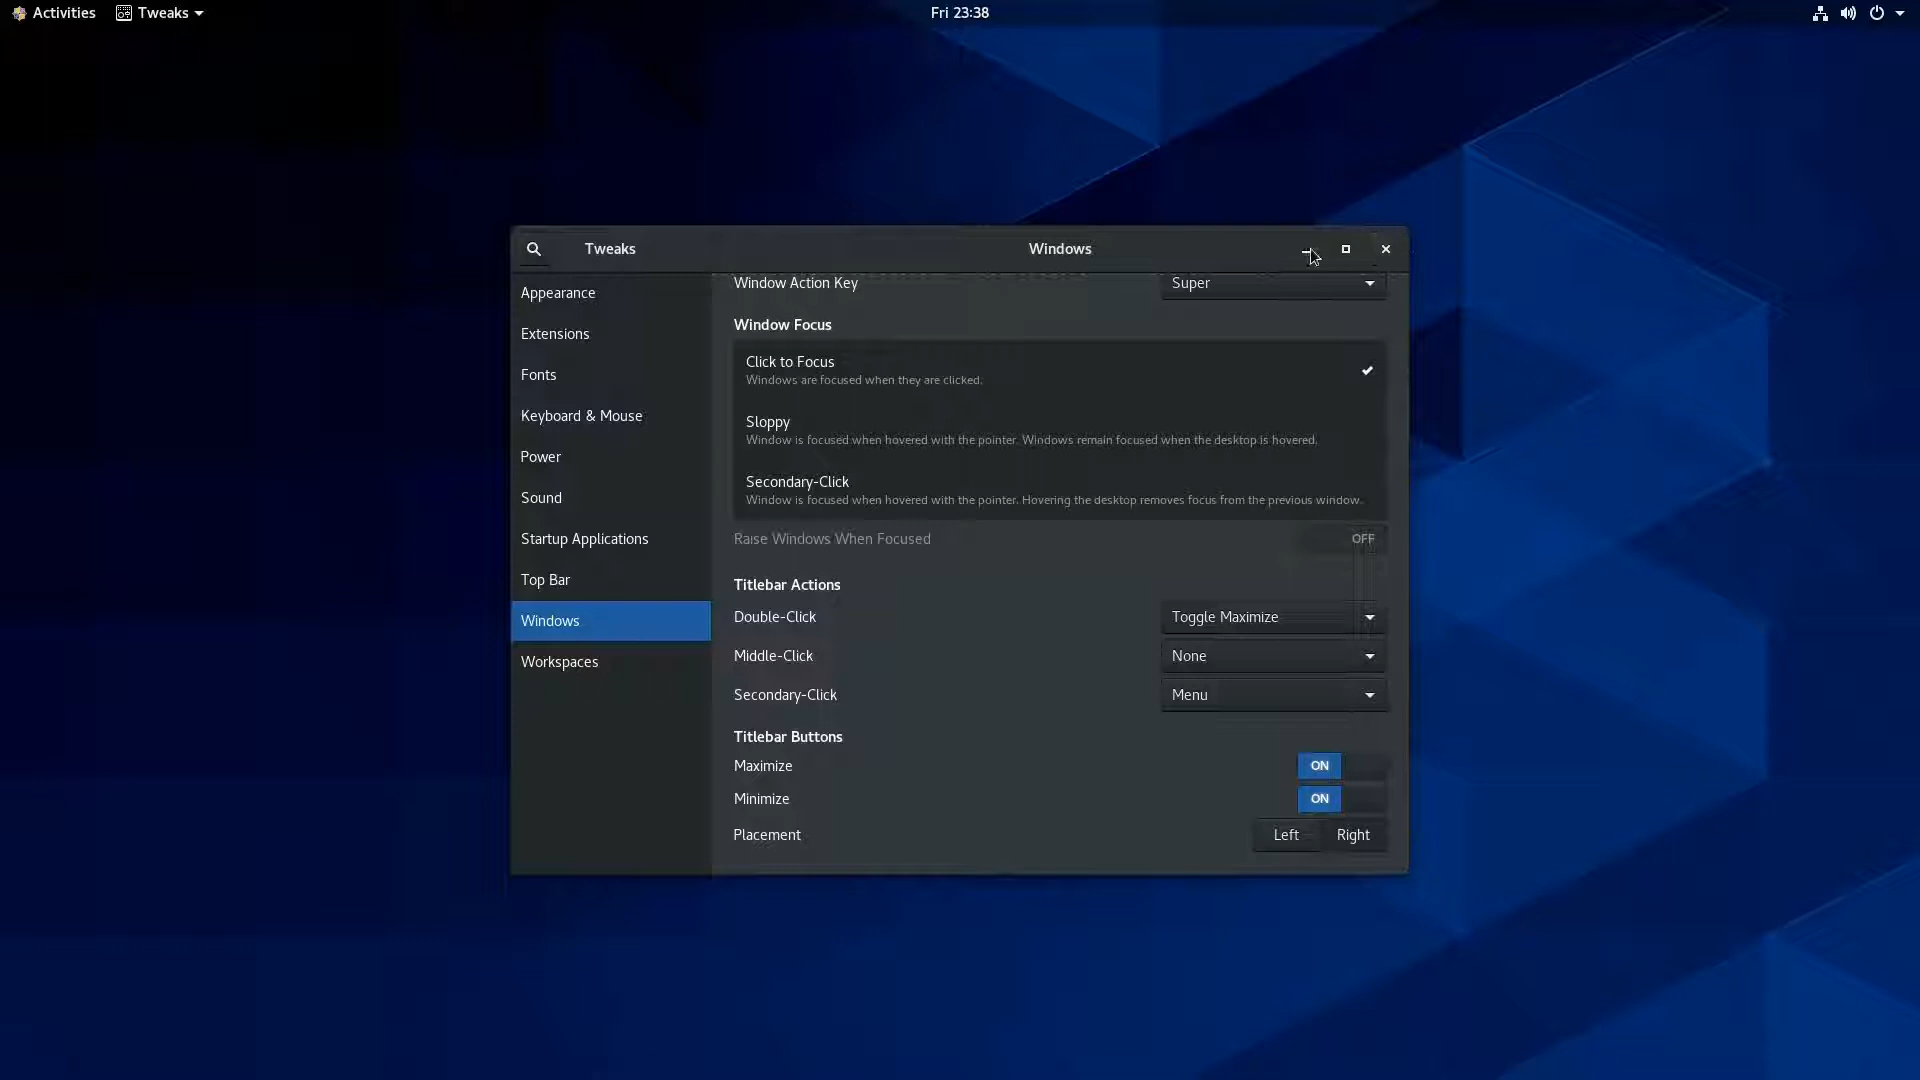 Activities
Tweaks
Fri 23:38
Tweaks
Windows
Appearance
Extensions
Fonts
Keyboard & Mouse
Power
Sound
Startup Applications
Top Bar
Windows
Workspaces
Window Action Key
Super
Window Focus
Click to Focus
Windows are focused when they are clicked.
Sloppy
Window is focused when hovered with the pointer. Windows remain focused when the desktop is hovered.
Secondary-Click
Window is focused when hovered with the pointer. Hovering the desktop removes focus from the previous window.
Raise Windows When Focused
OFF
Titlebar Actions
Double-Click
Toggle Maximize
Middle-Click
None
Secondary-Click
Menu
Titlebar Buttons
Maximize
ON
Minimize
ON
Placement
Left
Right